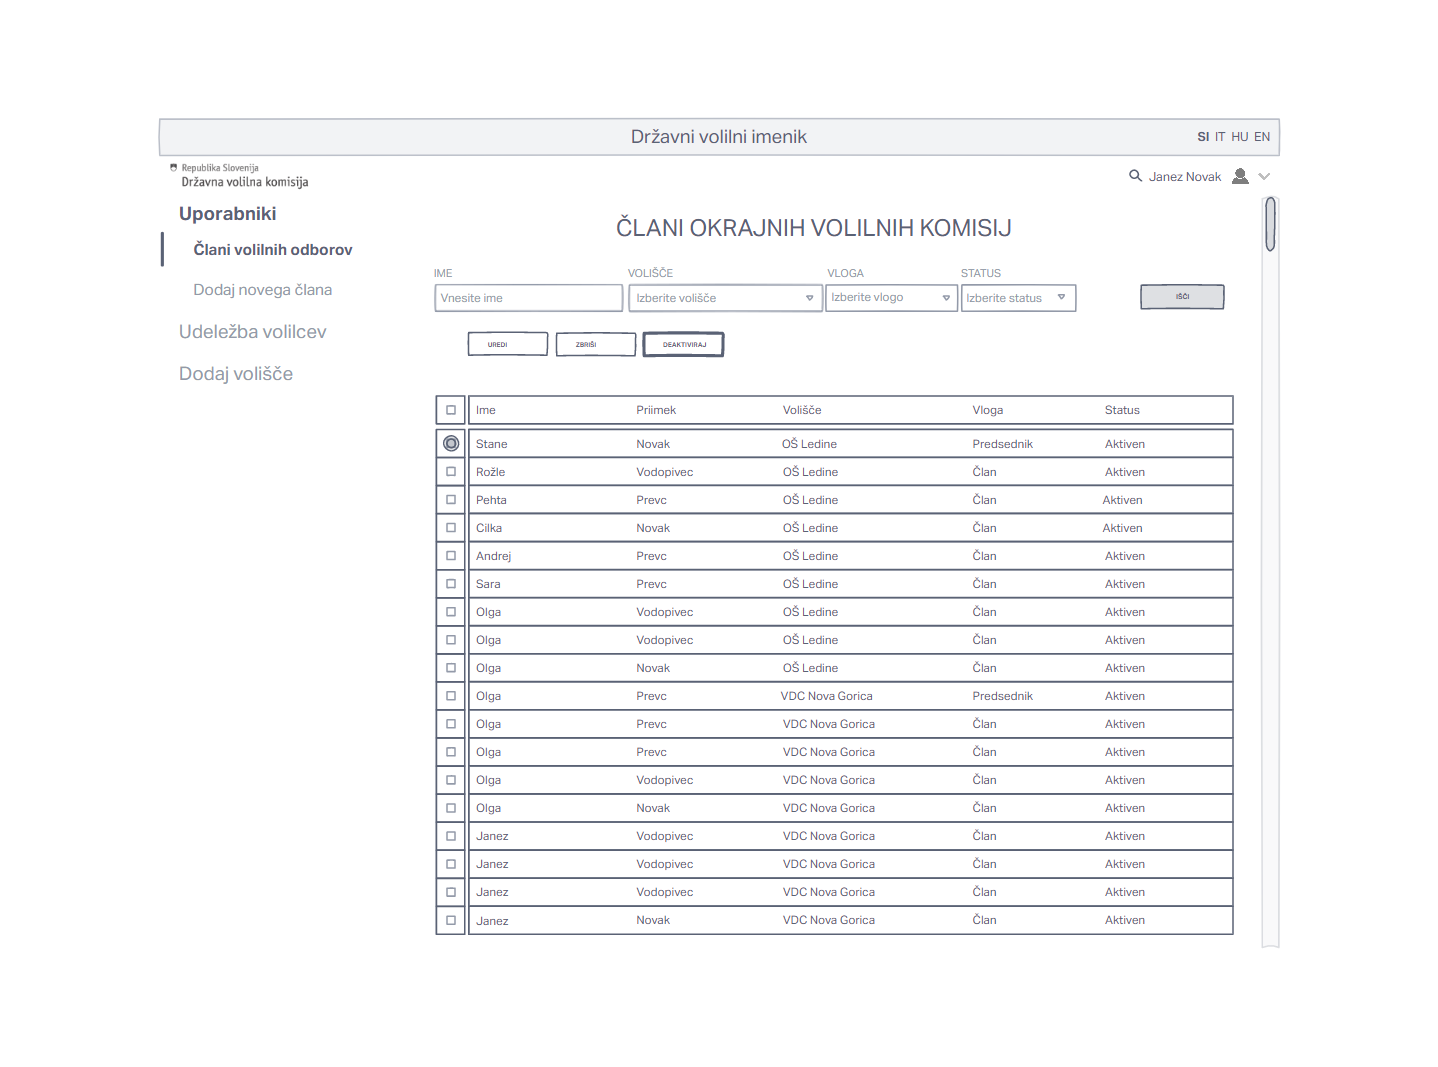 Državni volilni imenik
SI IT HU EN
Republika Slovenija
Državna volilna komisija
Janez Novak
Uporabniki
Člani volilnih odborov
Dodaj novega člana
Udeležba volilcev
Dodaj volišče
ČLANI OKRAJNIH VOLILNIH KOMISIJ
IME VOLIŠČE VLOGA STATUS
Vnesite ime Izberite volišče Izberite vlogo Izberite status IŠČI
UREDI ZBRIŠI DEAKTIVIRAJ
Ime Priimek Volišče Vloga Status
Stane Novak OŠ Ledine Predsednik Aktiven
Rožle Vodopivec OŠ Ledine Član Aktiven
Pehta Prevc OŠ Ledine Član Aktiven
Cilka Novak OŠ Ledine Član Aktiven
Andrej Prevc OŠ Ledine Član Aktiven
Sara Prevc OŠ Ledine Član Aktiven
Olga Vodopivec OŠ Ledine Član Aktiven
Olga Vodopivec OŠ Ledine Član Aktiven
Olga Novak OŠ Ledine Član Aktiven
Olga Prevc VDC Nova Gorica Predsednik Aktiven
Olga Prevc VDC Nova Gorica Član Aktiven
Olga Prevc VDC Nova Gorica Član Aktiven
Olga Vodopivec VDC Nova Gorica Član Aktiven
Olga Novak VDC Nova Gorica Član Aktiven
Janez Vodopivec VDC Nova Gorica Član Aktiven
Janez Vodopivec VDC Nova Gorica Član Aktiven
Janez Vodopivec VDC Nova Gorica Član Aktiven
Janez Novak VDC Nova Gorica Član Aktiven